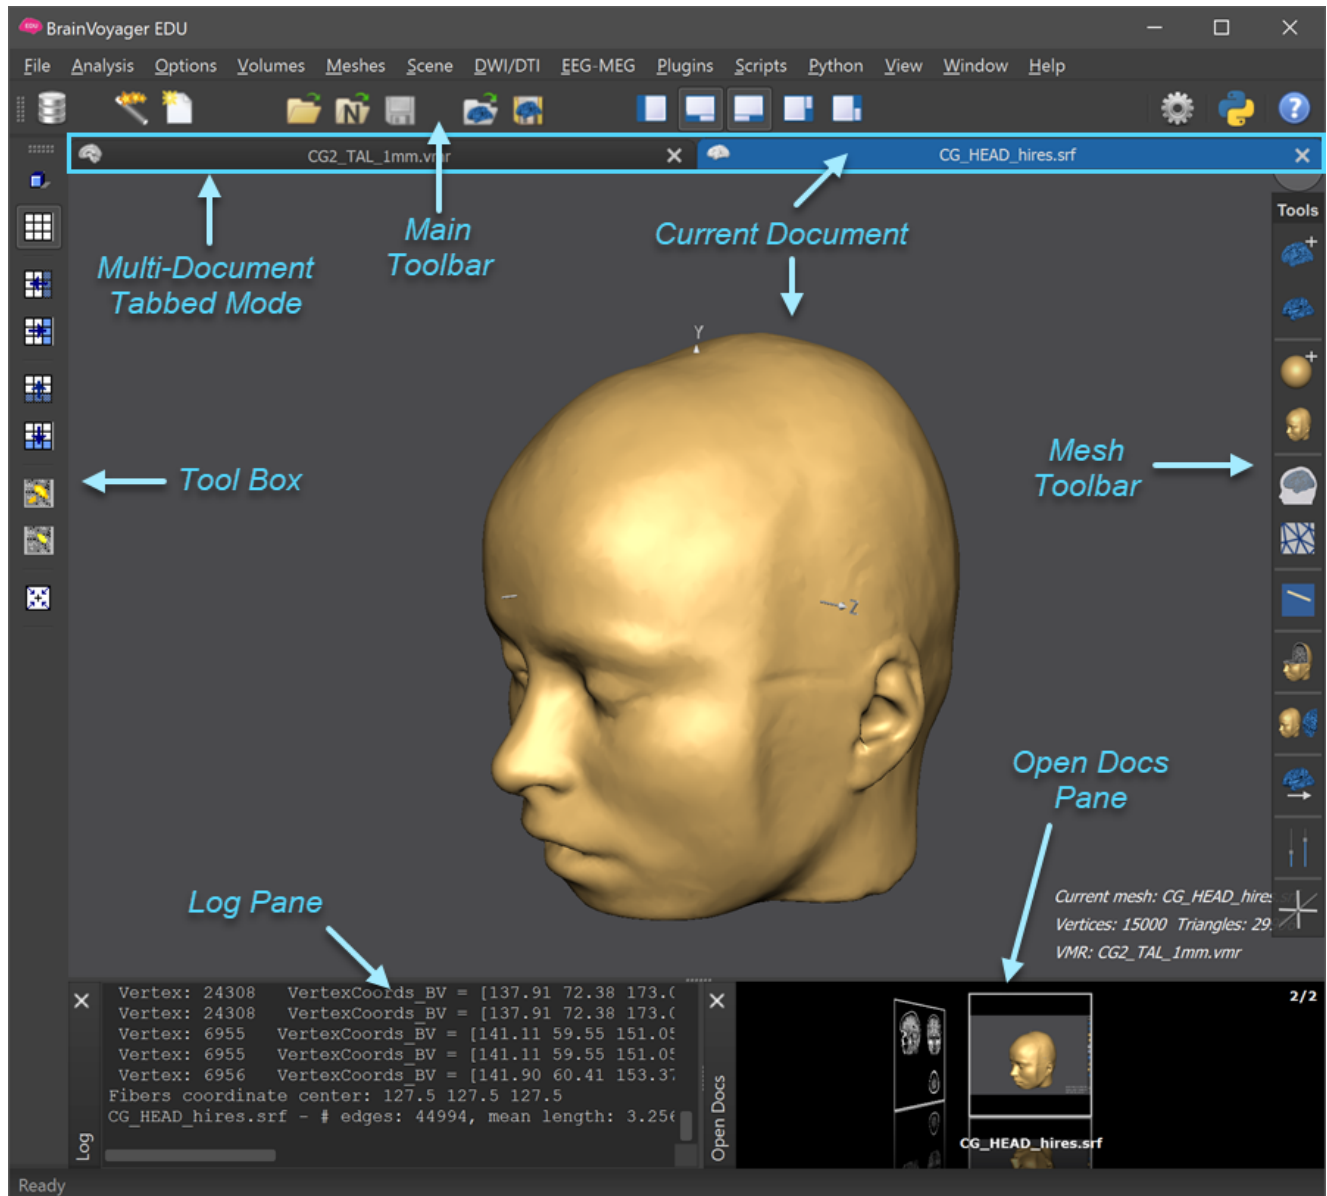 BrainVoyager EDU
File Analysis Options Volumes Meshes Scene DWI/DTI EEG-MEG Plugins Scripts Python View Window Help
CG2_TAL_1mm.vmr
CG_HEAD_hires.srf
Tools
Multi-Document
Tabbed Mode
Main
Toolbar
Current Document
Y
Mesh
Toolbar
Tool Box
Z
Open Docs
Pane
Log Pane
Current mesh: CG_HEAD_hires
Vertices: 15000 Triangles: 29
VMR: CG2_TAL_1mm.vmr
Vertex: 24308 VertexCoords_BV = [137.91 72.38 173.0
Vertex: 24308 VertexCoords_BV = [137.91 72.38 173.0
Vertex: 6955 VertexCoords_BV = [141.11 59.55 151.05
Vertex: 6955 VertexCoords_BV = [141.11 59.55 151.05
Vertex: 6956 VertexCoords_BV = [141.90 60.41 153.37
Fibers coordinate center: 127.5 127.5 127.5
CG_HEAD_hires.srf - # edges: 44994, mean length: 3.256
Log
Open Docs
2/2
CG_HEAD_hires.srf
Ready